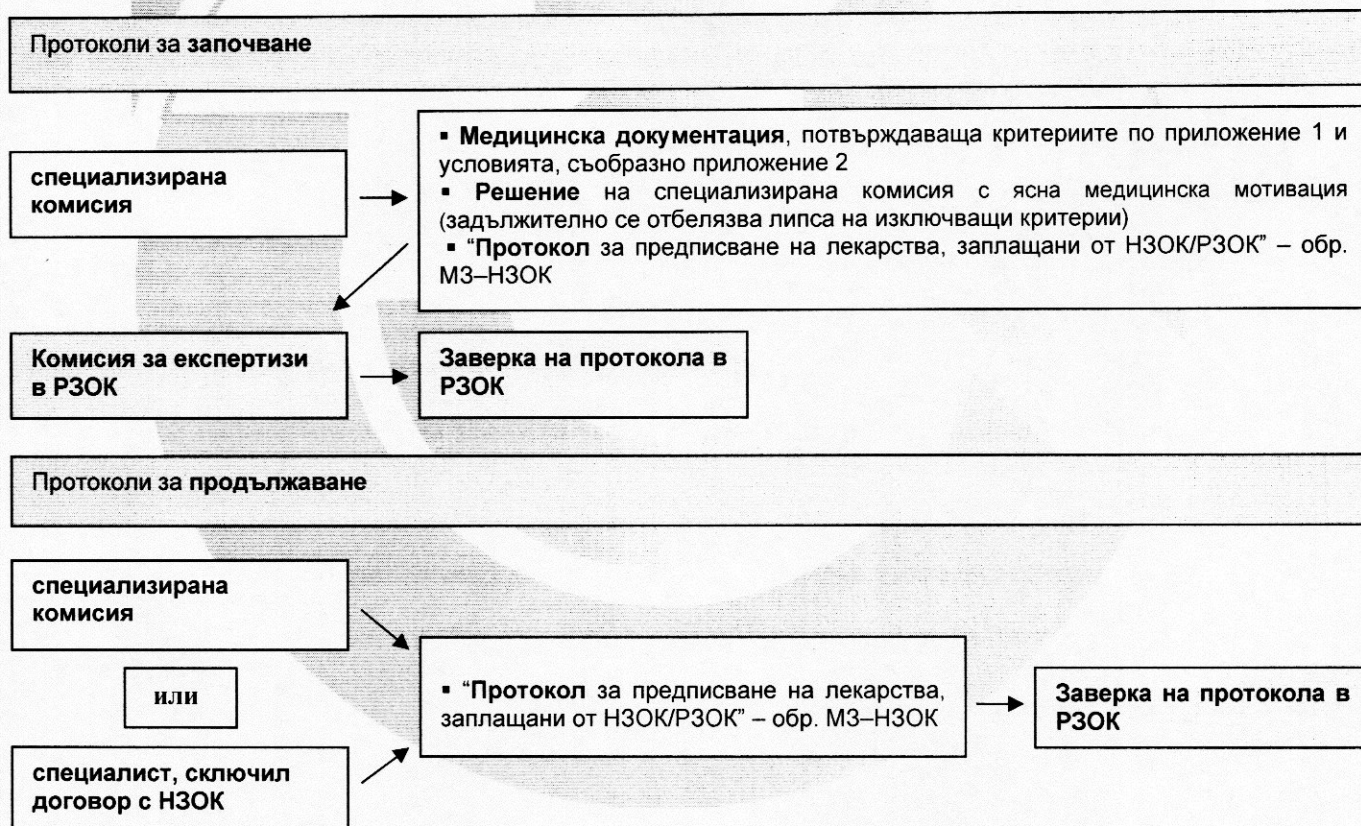 Протоколи за започване
специализирана
комисия
▪ Медицинска документация, потвърждаваща критериите по приложение 1 и
условията, съобразно приложение 2
▪ Решение на специализирана комисия с ясна медицинска мотивация
(задължително се отбелязва липса на изключващи критерии)
▪ “Протокол за предписване на лекарства, заплащани от НЗОК/РЗОК” – обр.
МЗ–НЗОК
Комисия за експертизи
в РЗОК
Заверка на протокола в
РЗОК
Протоколи за продължаване
специализирана
комисия
или
специалист, сключил
договор с НЗОК
▪ “Протокол за предписване на лекарства,
заплащани от НЗОК/РЗОК” – обр. МЗ–НЗОК
Заверка на протокола в
РЗОК